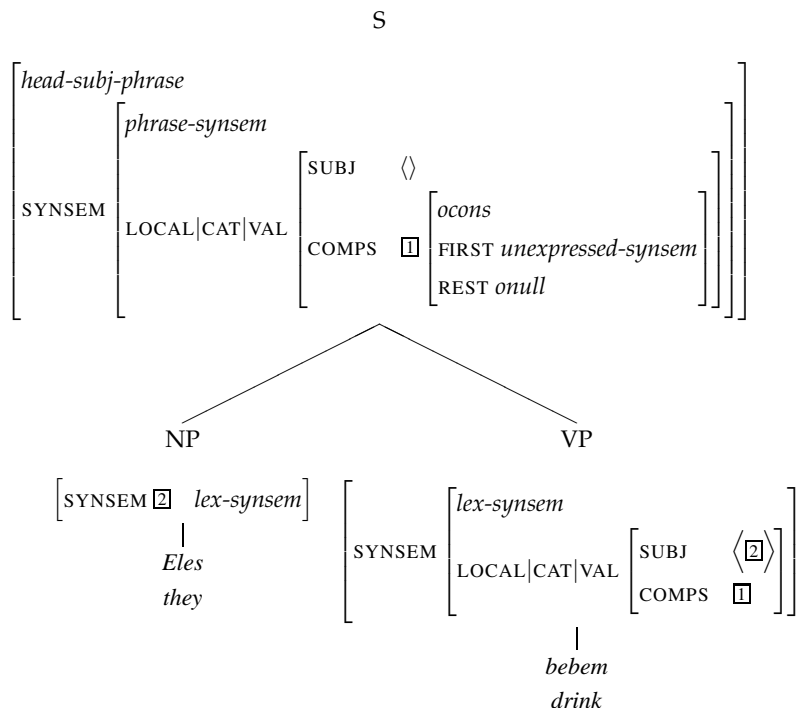 S
head-subj-phrase
phrase-synsem
SUBJ ⟨⟩
ocons
SYNSEM LOCAL|CAT|VAL COMPS 1 FIRST unexpressed-synsem
REST onull
NP VP
SYNSEM 2 lex-synsem
Eles
they
lex-synsem
SYNSEM LOCAL|CAT|VAL SUBJ ⟨2⟩
COMPS 1
bebem
drink